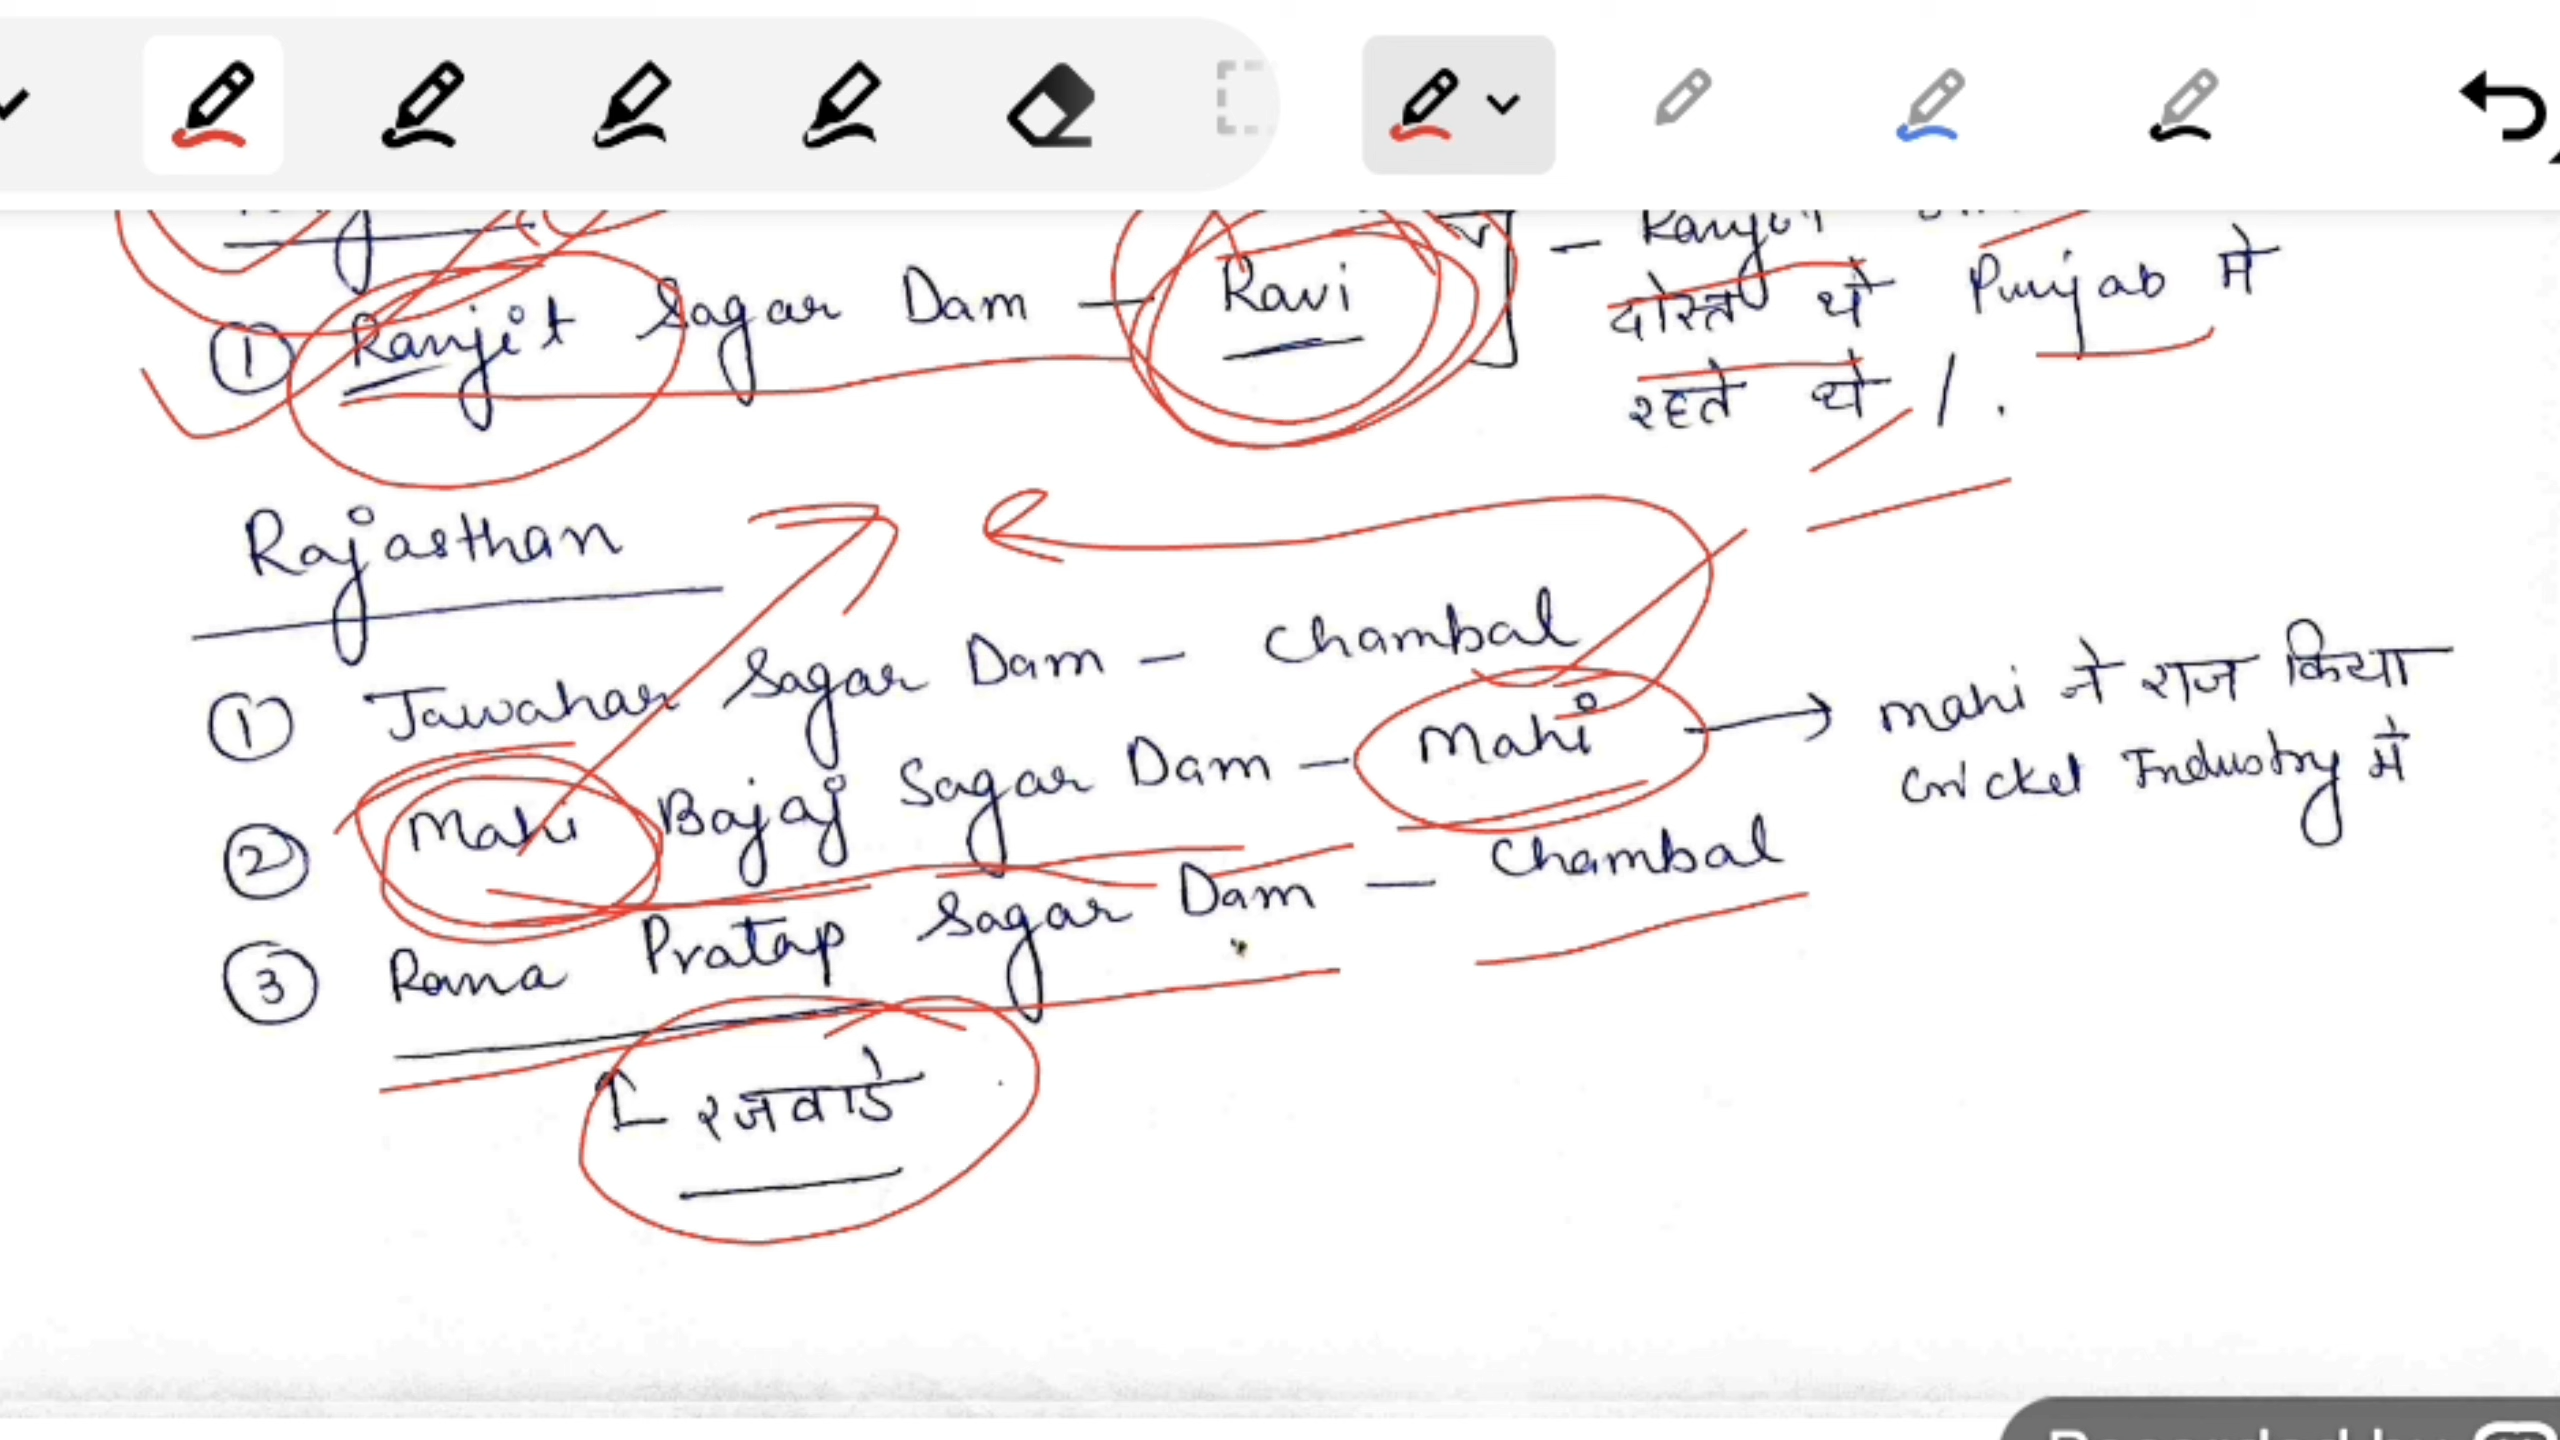 ① Ranjit Sagar Dam — Ravi
दोस्त थे Punjab मे
रहते थे / .
Rajasthan
① Jawahar Sagar Dam — Chambal
② Mahi Bajaj Sagar Dam — Mahi → mahi ने राज किया
Cricket Industry में
③ Rana Pratap Sagar Dam — Chambal
रजवाडे